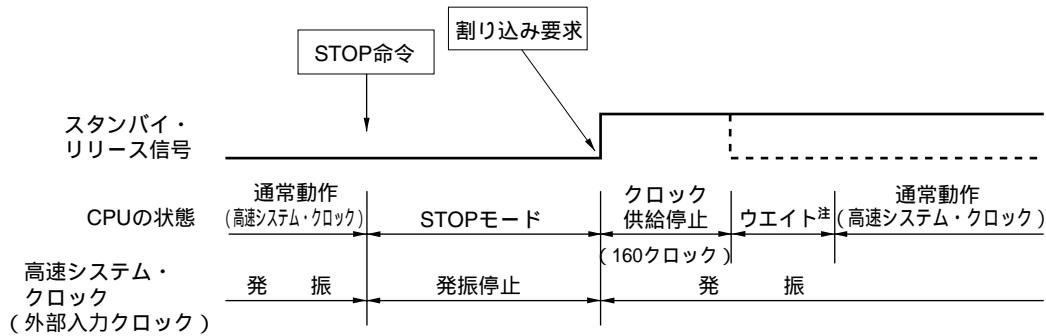 割り込み要求
STOP命令
スタンバイ・
リリース信号
CPUの状態
通常動作
(高速システム・クロック)
STOPモード
クロック
供給停止
(160クロック)
ウエイト注
通常動作
(高速システム・クロック)
高速システム・
クロック
(外部入力クロック)
発 振
発振停止
発 振